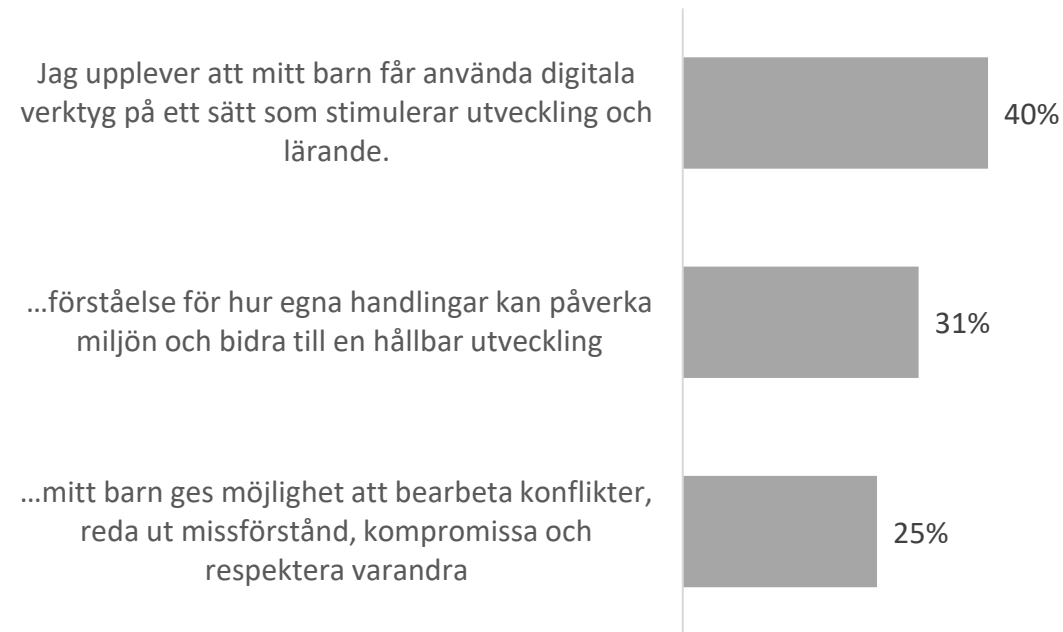 Jag upplever att mitt barn får använda digitala
verktyg på ett sätt som stimulerar utveckling och
lärande.
40%
…förståelse för hur egna handlingar kan påverka
miljön och bidra till en hållbar utveckling
31%
…mitt barn ges möjlighet att bearbeta konflikter,
reda ut missförstånd, kompromissa och
respektera varandra
25%